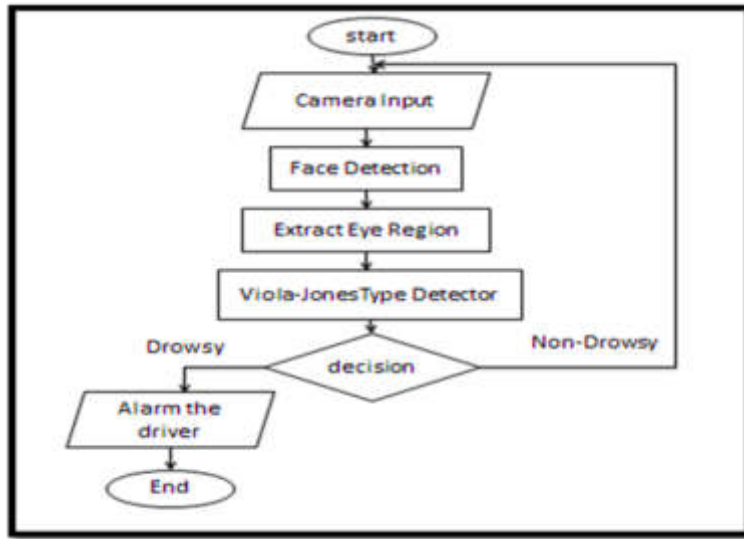 start
Camera Input
Face Detection
Extract Eye Region
Viola-JonesType Detector
Drowsy
Non-Drowsy
decision
Alarm the
driver
End